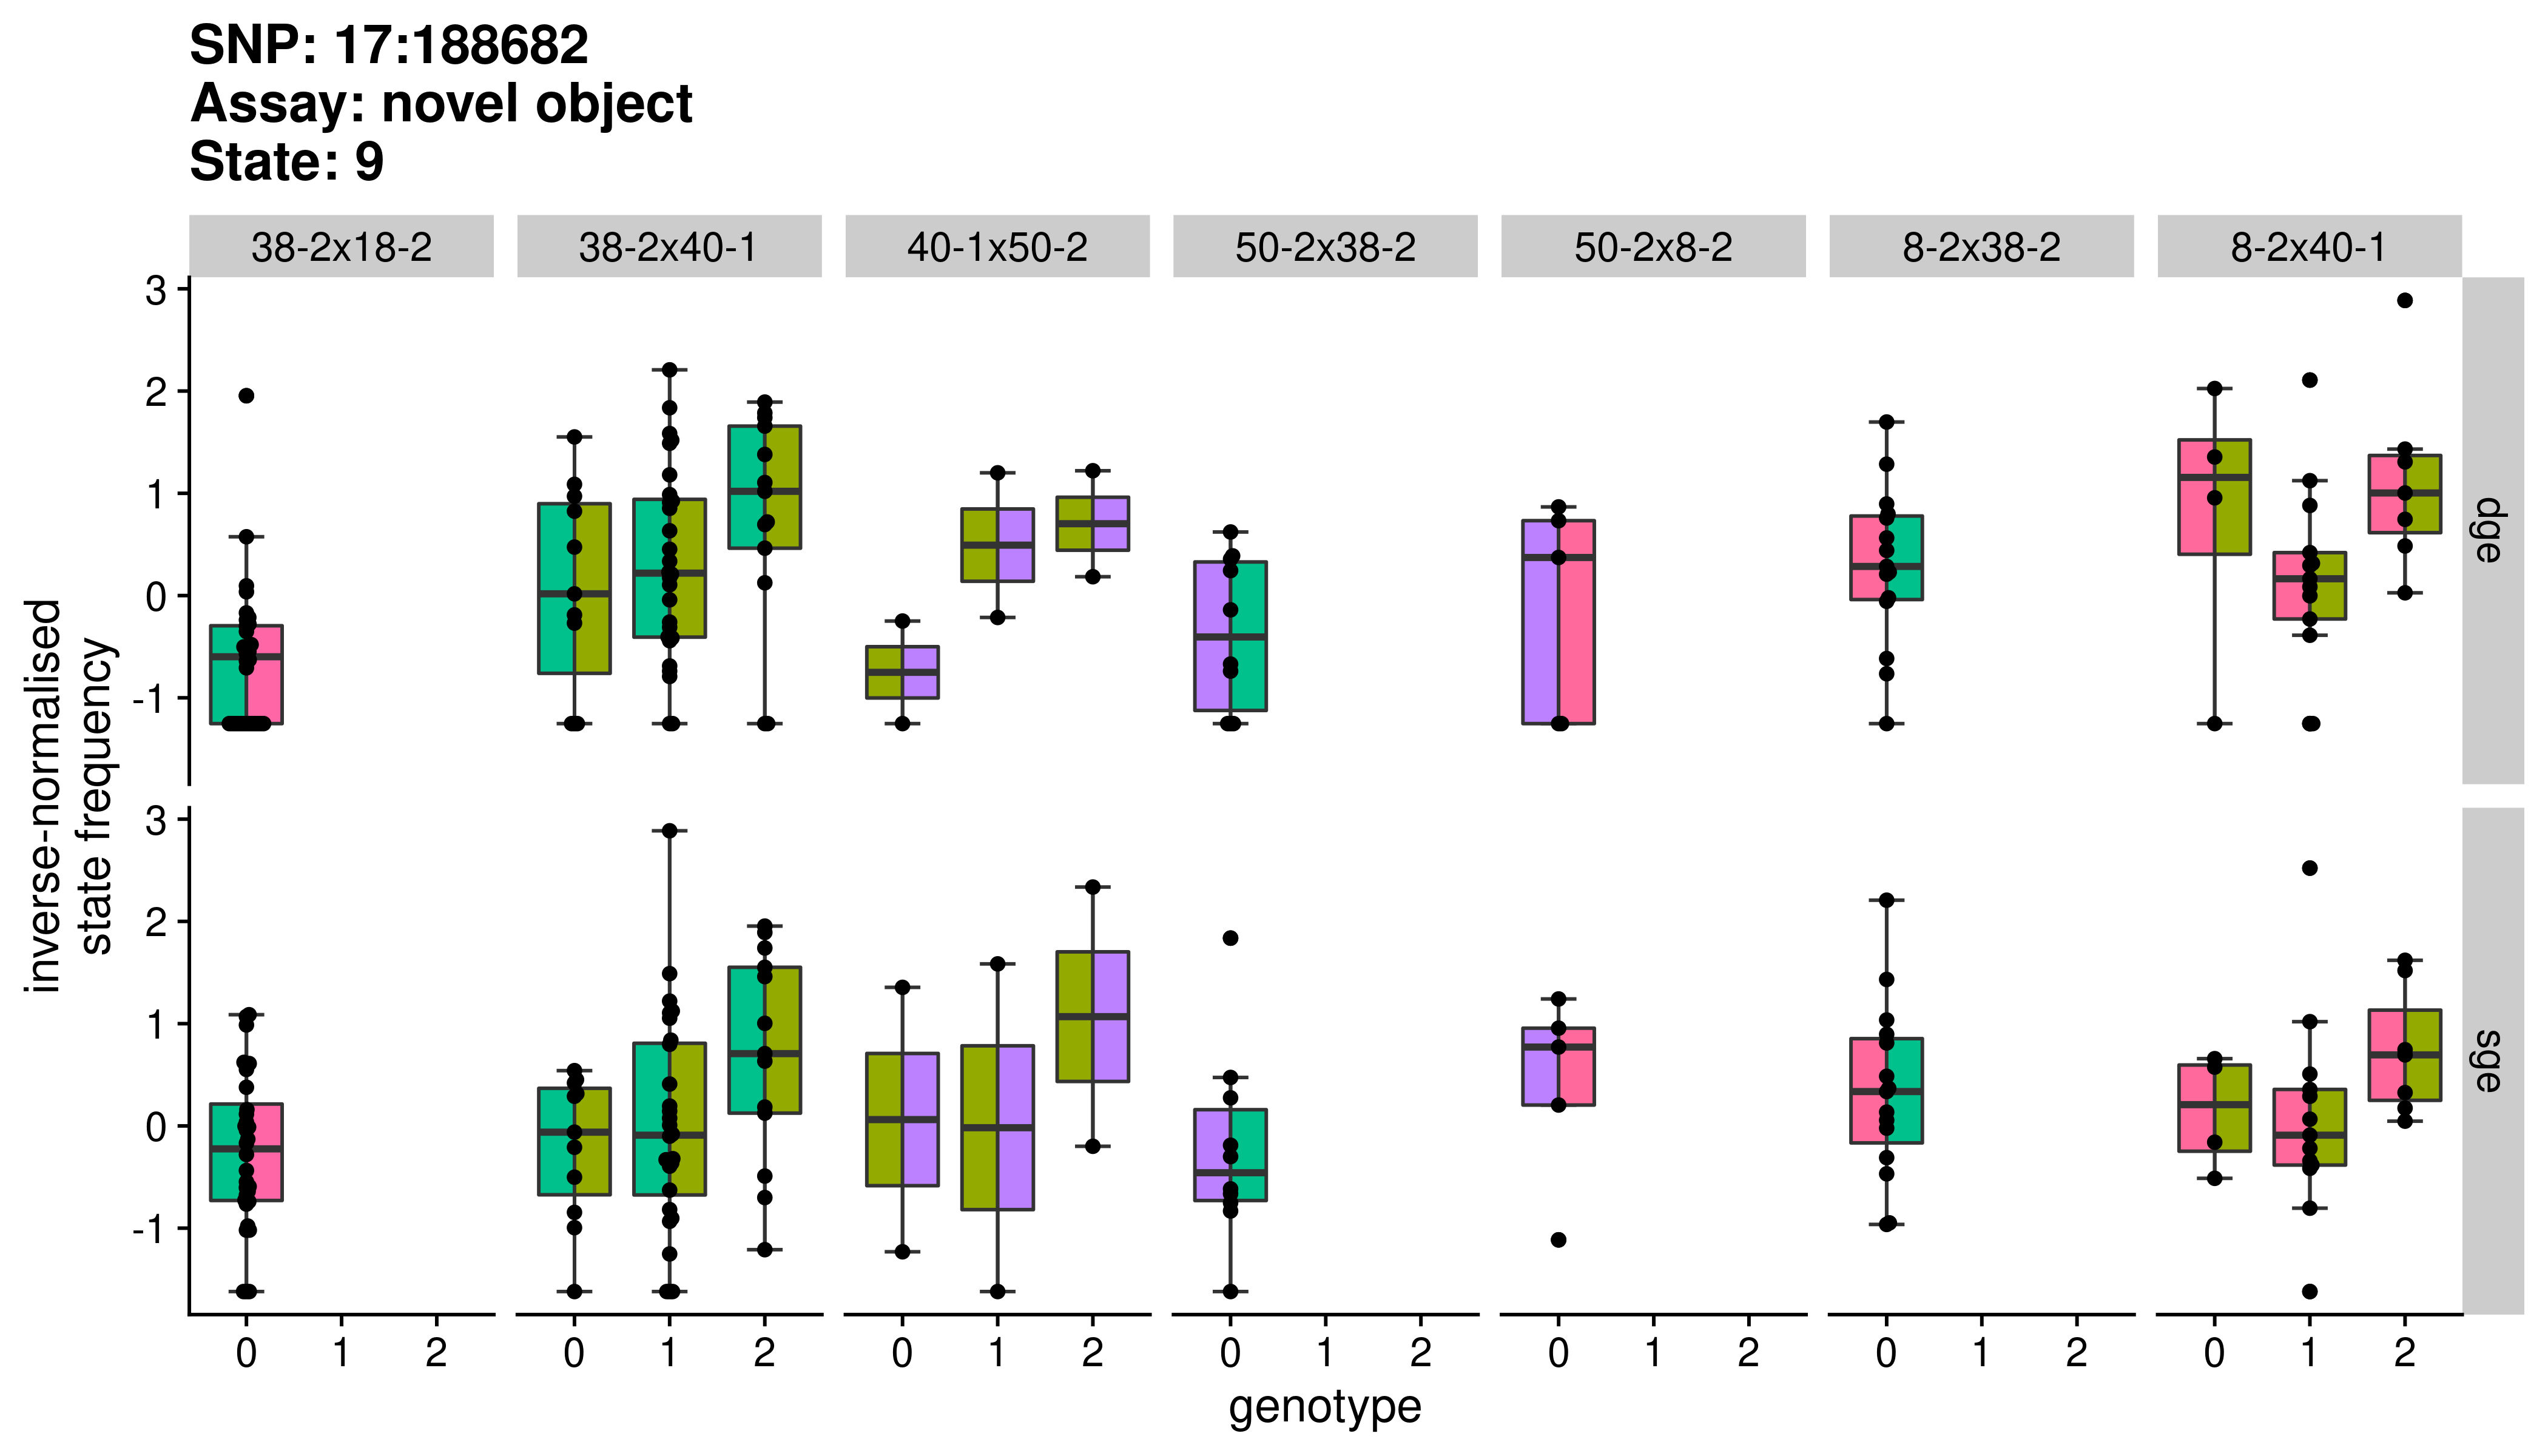 SNP: 17:188682
Assay: novel object
State: 9
38-2x18-2 38-2x40-1 40-1x50-2 50-2x38-2 50-2x8-2 8-2x38-2 8-2x40-1
3
2
1
0
-1
dge
inverse-normalised
state frequency
3
2
1
0
-1
sge
0 1 2 0 1 2 0 1 2 0 1 2 0 1 2 0 1 2 0 1 2
genotype